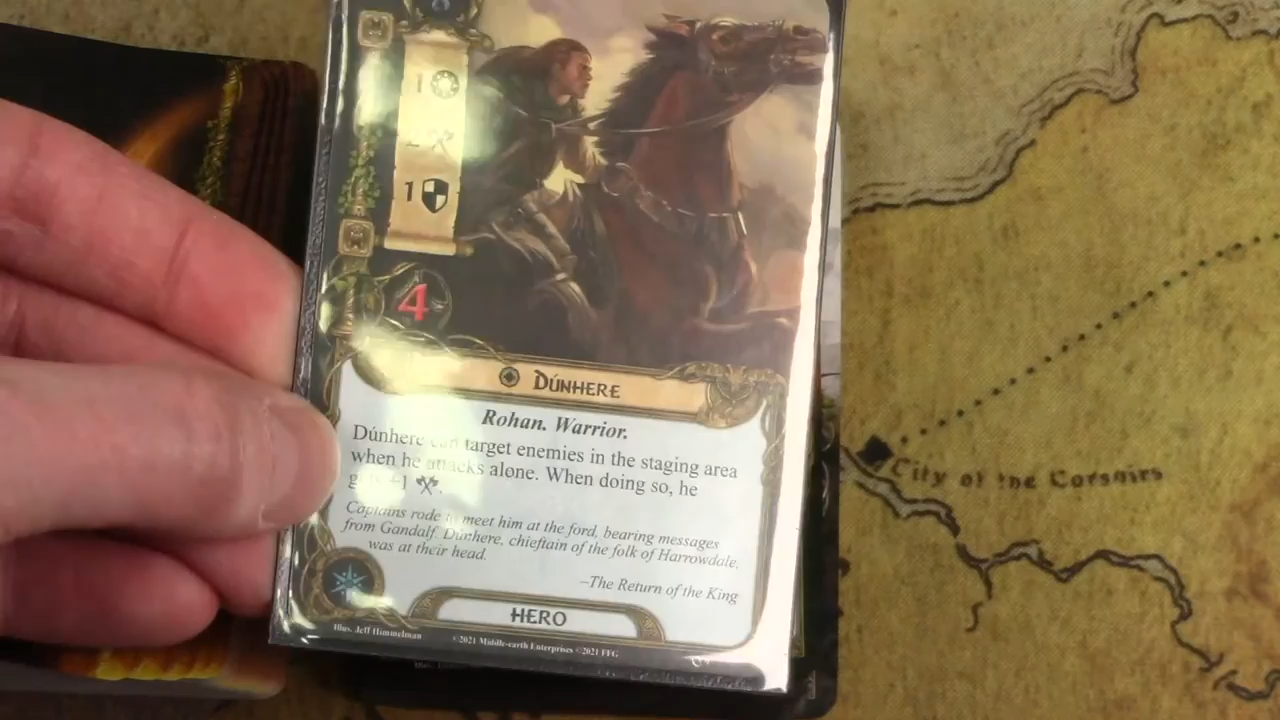 1
1
4
DÚNHERE
Rohan. Warrior.
Dúnhere can target enemies in the staging area
when he attacks alone. When doing so, he
gets +1
Captains rode to meet him at the ford, bearing messages
from Gandalf. Dúnhere, chieftain of the folk of Harrowdale,
was at their head.
–The Return of the King
HERO
Illus. Jeff Himmelman
©2021 Middle-earth Enterprises ©2021 FFG
City of the Corsairs